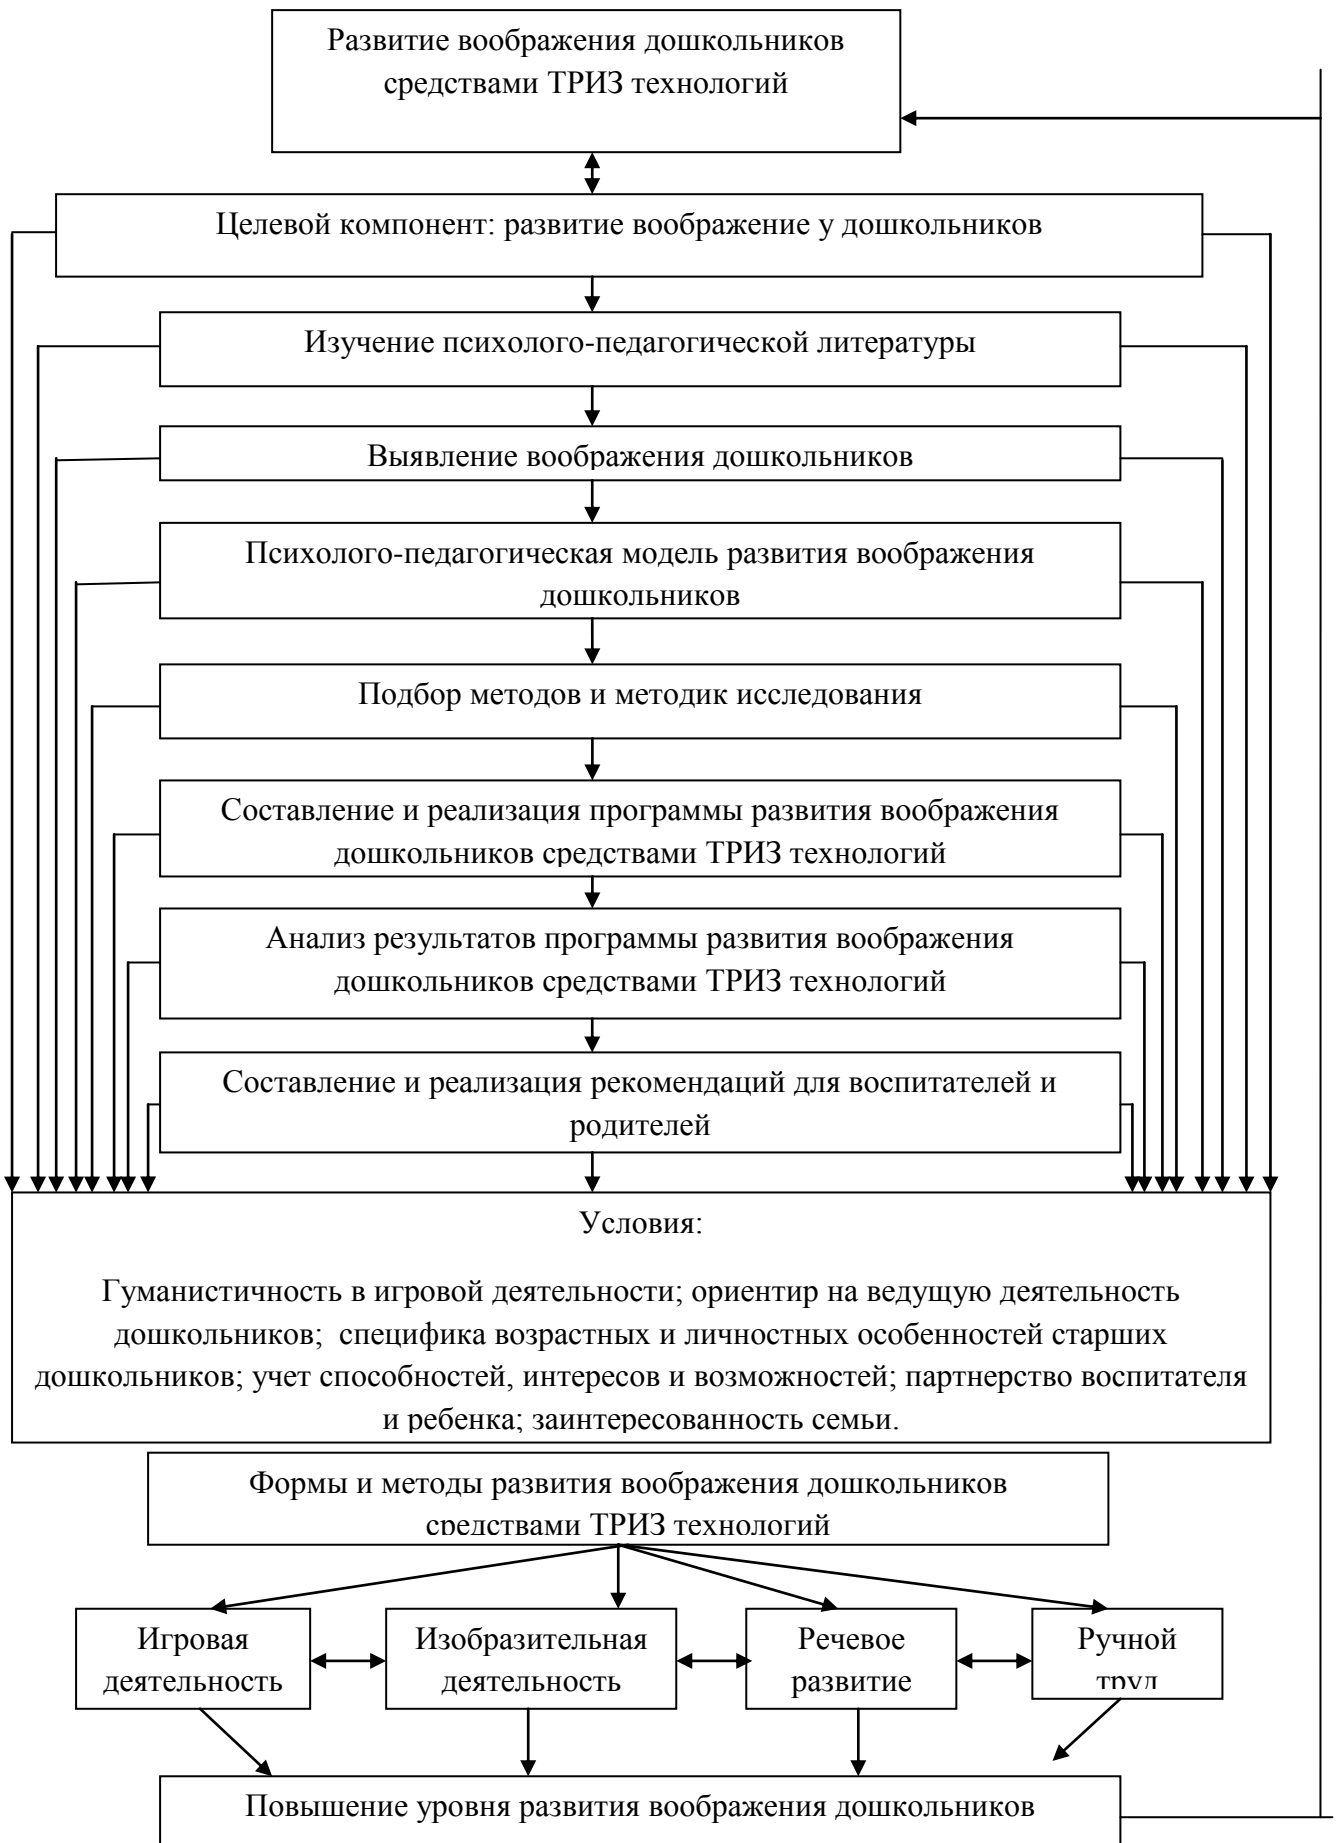 Развитие воображения дошкольников
средствами ТРИЗ технологий
Целевой компонент: развитие воображение у дошкольников
Изучение психолого-педагогической литературы
Выявление воображения дошкольников
Психолого-педагогическая модель развития воображения
дошкольников
Подбор методов и методик исследования
Составление и реализация программы развития воображения
дошкольников средствами ТРИЗ технологий
Анализ результатов программы развития воображения
дошкольников средствами ТРИЗ технологий
Составление и реализация рекомендаций для воспитателей и
родителей
Условия:
Гуманистичность в игровой деятельности; ориентир на ведущую деятельность
дошкольников; специфика возрастных и личностных особенностей старших
дошкольников; учет способностей, интересов и возможностей; партнерство воспитателя
и ребенка; заинтересованность семьи.
Формы и методы развития воображения дошкольников
средствами ТРИЗ технологий
Игровая
деятельность
Изобразительная
деятельность
Речевое
развитие
Ручной
труд
Повышение уровня развития воображения дошкольников